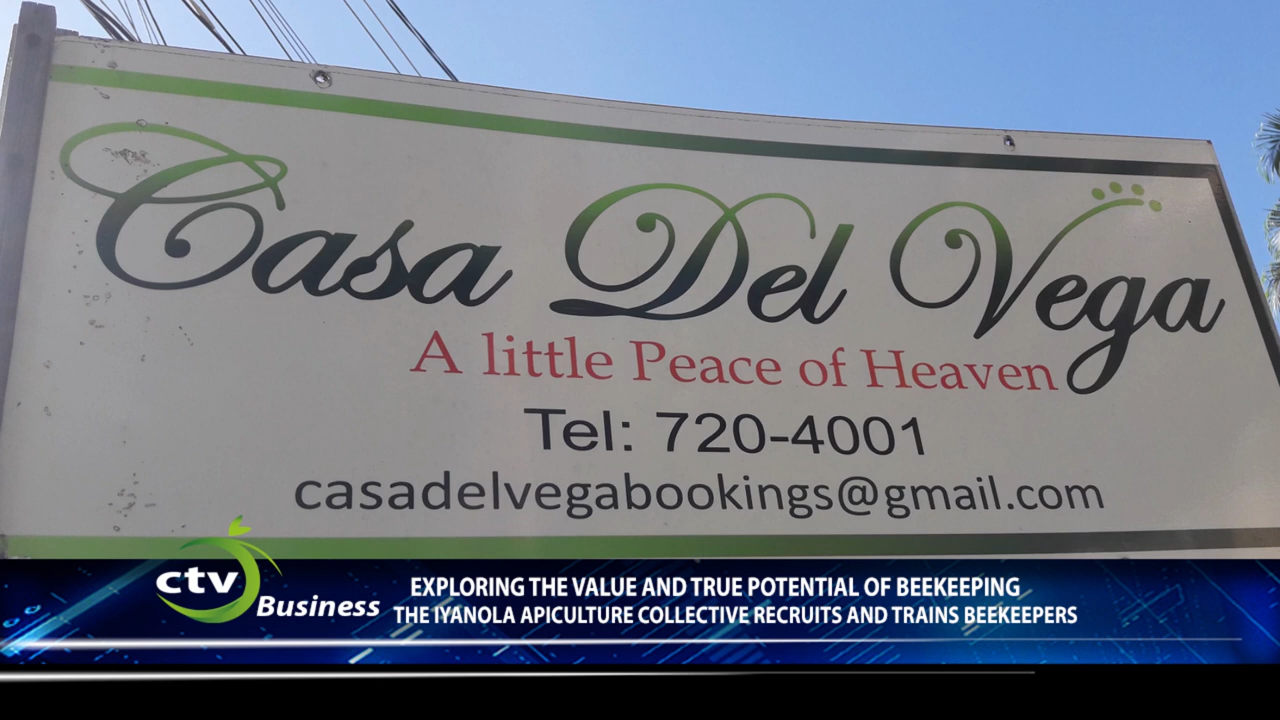 Casa Del Vega
A little Peace of Heaven
Tel: 720-4001
casadelvegabookings@gmail.com
ctv Business
EXPLORING THE VALUE AND TRUE POTENTIAL OF BEEKEEPING
THE IYANOLA APICULTURE COLLECTIVE RECRUITS AND TRAINS BEEKEEPERS